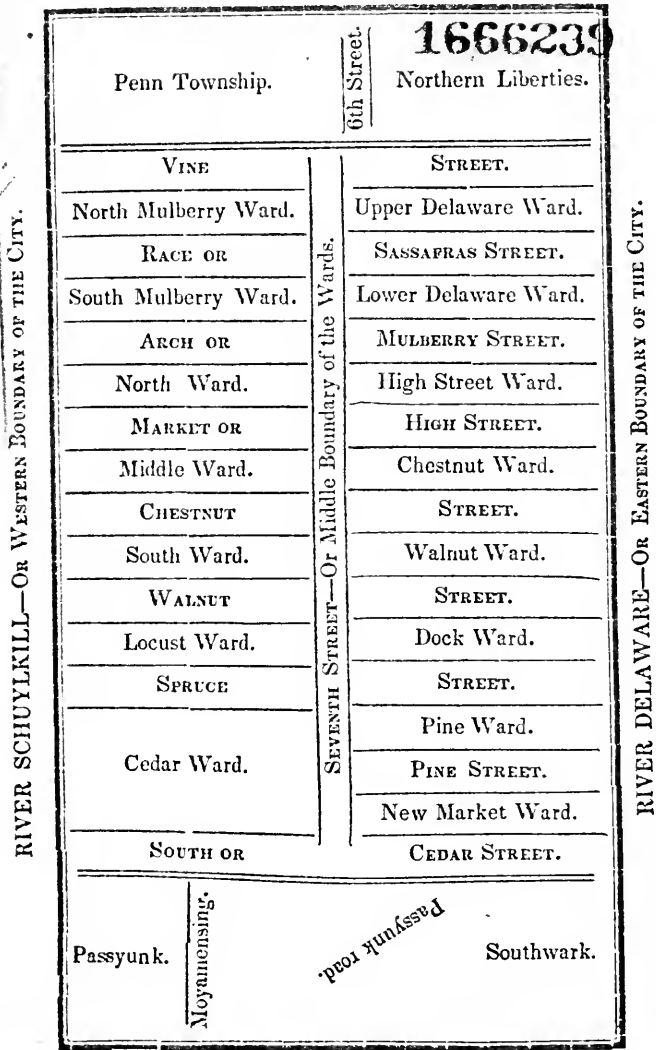 1666239
Penn Township.
6th Street.
Northern Liberties.
VINE
STREET.
North Mulberry Ward.
Upper Delaware Ward.
RACE OR
SASSAFRAS STREET.
South Mulberry Ward.
Lower Delaware Ward.
ARCH OR
MULBERRY STREET.
North Ward.
High Street Ward.
MARKET OR
HIGH STREET.
Middle Ward.
Chestnut Ward.
CHESTNUT
STREET.
South Ward.
Walnut Ward.
WALNUT
STREET.
Locust Ward.
Dock Ward.
SPRUCE
STREET.
Pine Ward.
Cedar Ward.
PINE STREET.
New Market Ward.
SOUTH OR
CEDAR STREET.
SEVENTH STREET—Or Middle Boundary of the Wards.
RIVER SCHUYLKILL—OR WESTERN BOUNDARY OF THE CITY.
RIVER DELAWARE—OR EASTERN BOUNDARY OF THE CITY.
Passyunk.
Moyamensing.
Passyunk road.
Southwark.